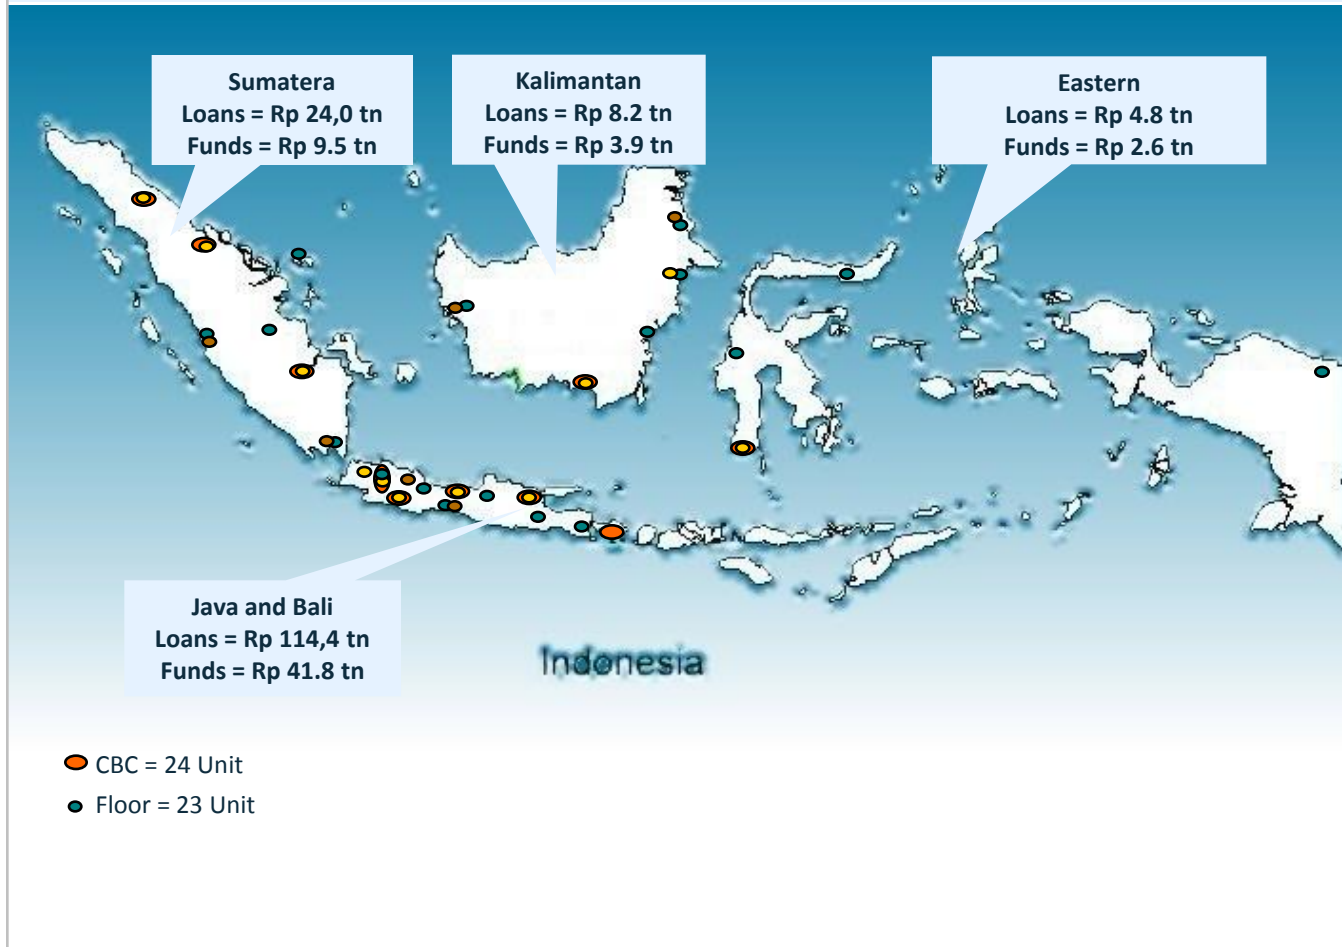 Sumatera
Loans = Rp 24,0 tn
Funds = Rp 9.5 tn
Kalimantan
Loans = Rp 8.2 tn
Funds = Rp 3.9 tn
Eastern
Loans = Rp 4.8 tn
Funds = Rp 2.6 tn
Java and Bali
Loans = Rp 114,4 tn
Funds = Rp 41.8 tn
Indonesia
CBC = 24 Unit
Floor = 23 Unit